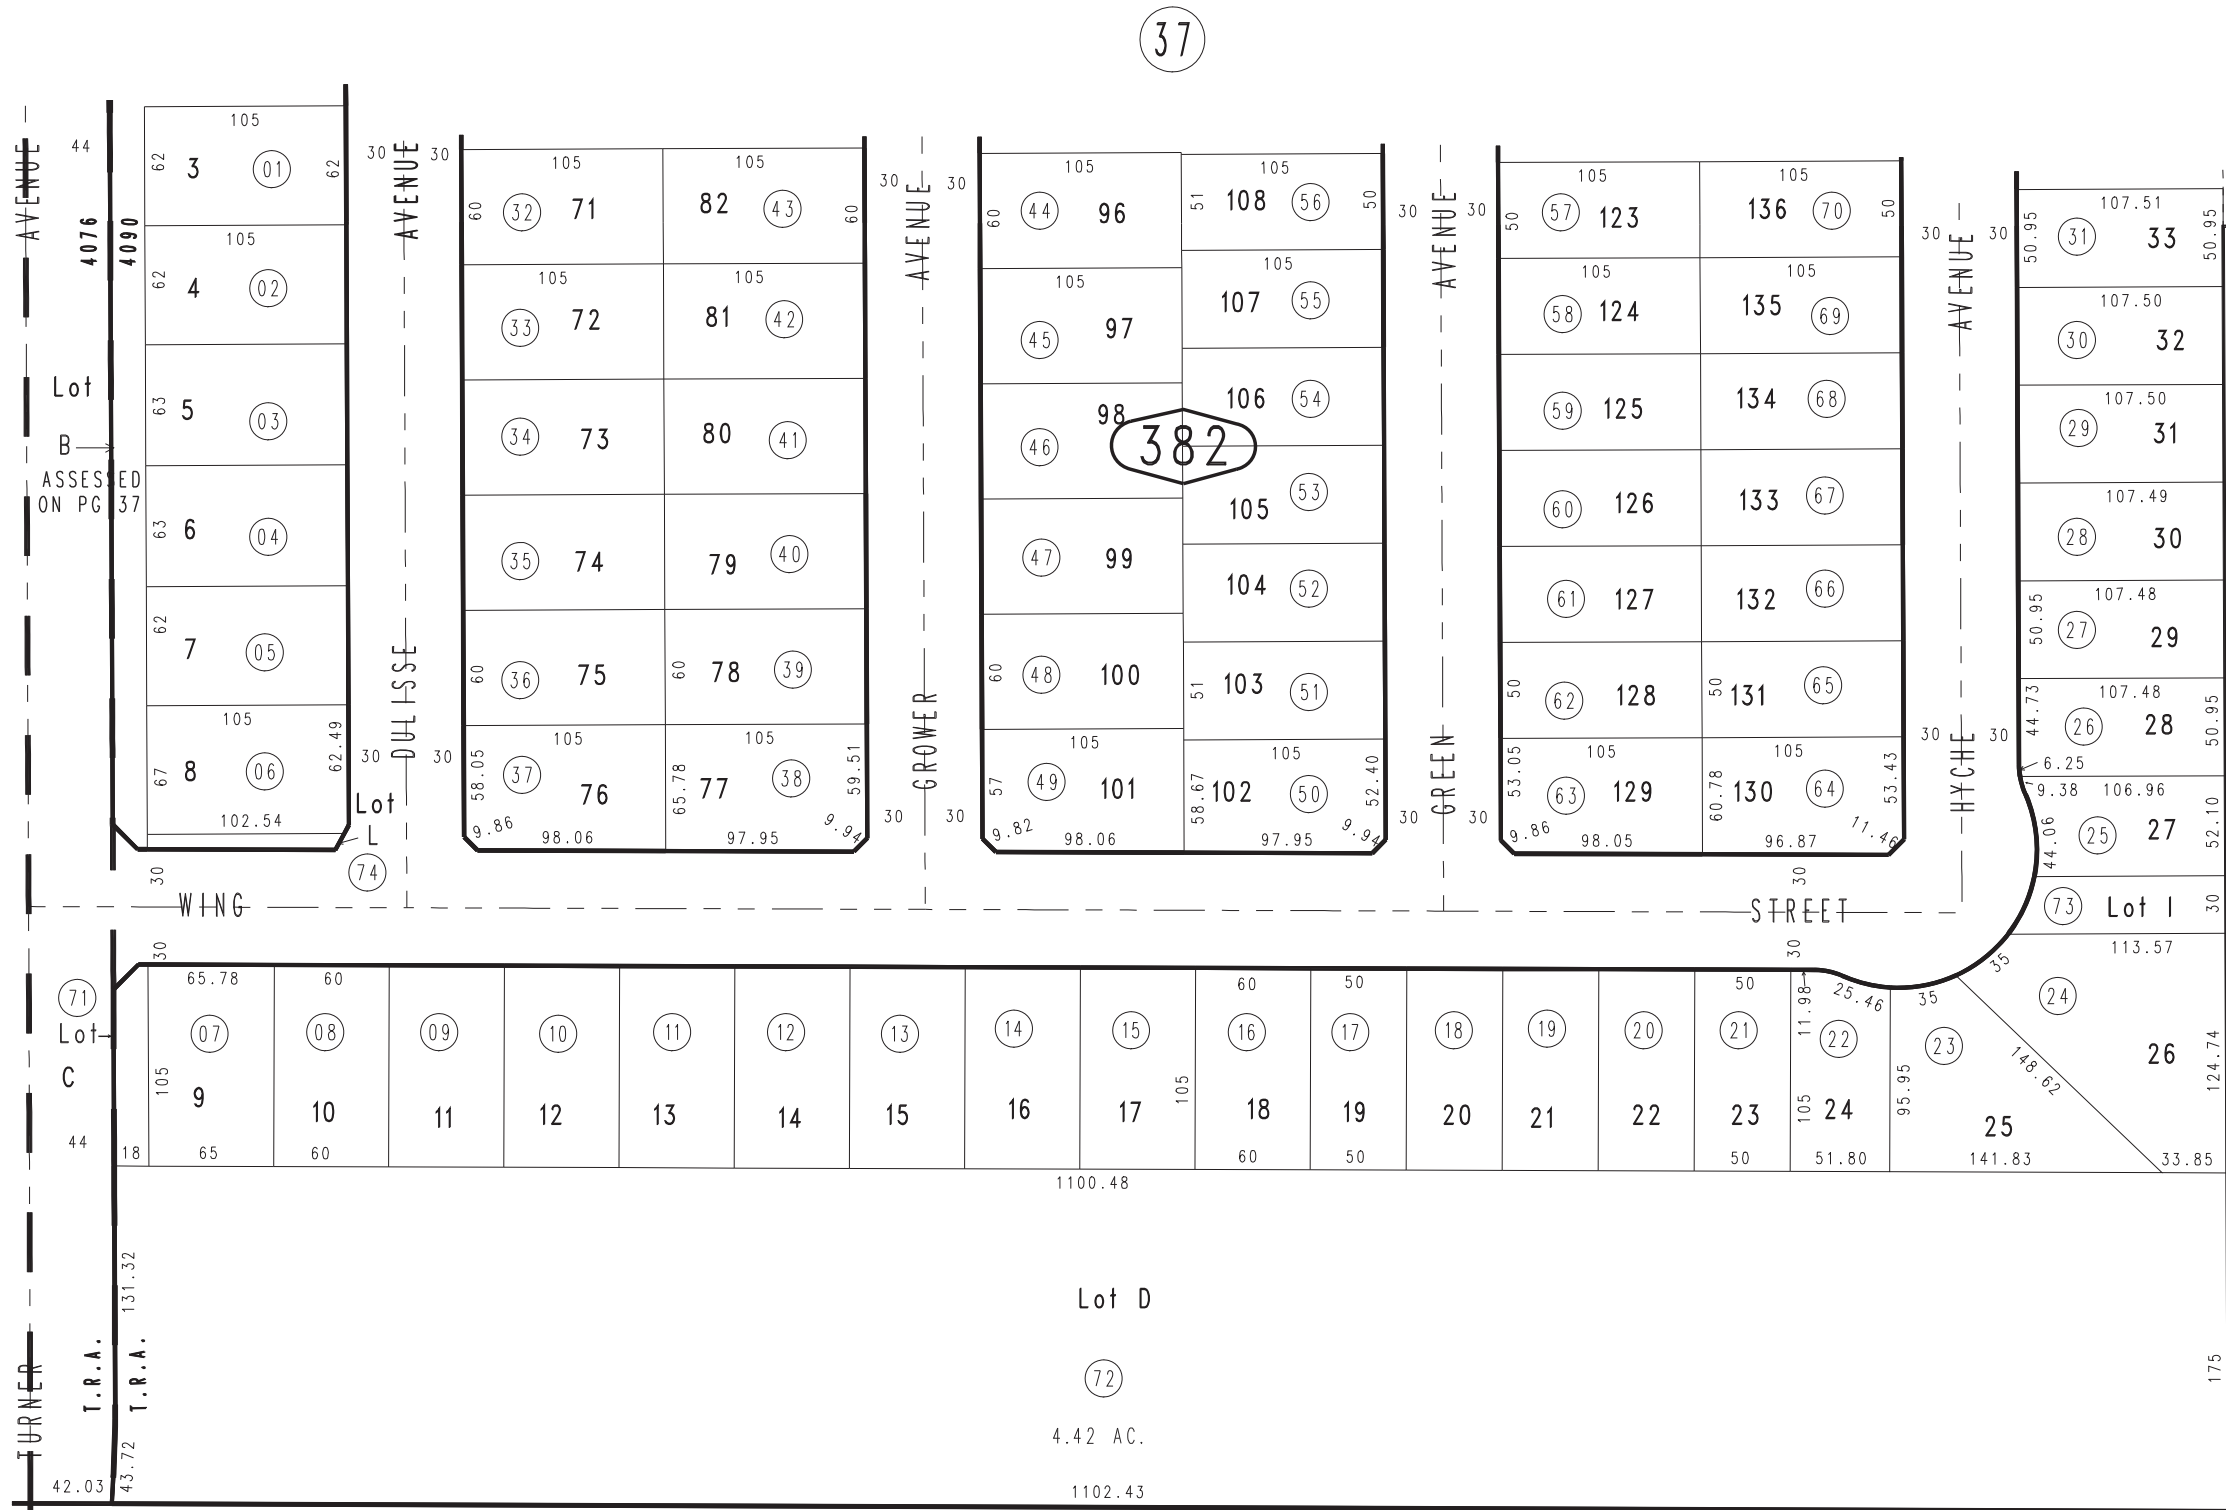 37
AVENUE
44
4076
4090
105
62 3 01 62
105
62 4 02
63 5 03
63 6 04
62 7 05
105
67 8 06 62.49
102.54
Lot
B
ASSESSED
ON PG 37
Lot
L
74
30 AVENUE 30
DULISSE
30 30
105
60 32 71
105
33 72
34 73
35 74
60 36 75
105
58.05 37 76
9.86 98.06
105
82 43 60
105
81 42
80 41
79 40
60 78 39
105
65.78 77 38 59.51
97.95 9.94
30 AVENUE 30
GROWER
30 30
105
60 44 96
105
45 97
46 98
47 99
60 48 100
105
57 49 101
9.82 98.06
382
105
51 108 56 50
105
107 55
106 54
105 53
104 52
51 103 51
105
58.67 102 50 52.40
97.95 9.94
30 AVENUE 30
GREEN
30 30
105
50 57 123
105
58 124
59 125
60 126
61 127
50 62 128
105
53.05 63 129
9.86 98.05
105
136 70 50
105
135 69
134 68
133 67
132 66
50 131 65
105
60.78 130 64 53.43
96.87 11.46
30 AVENUE 30
HYCHE
30 30
107.51
50.95 31 33 50.95
107.50
30 32
107.50
29 31
107.49
28 30
107.48
50.95 27 29
107.48
44.73 26 28 50.95
6.25
9.38 106.96
44.06 25 27 52.10
73 Lot I 30
113.57
35
24
26 124.74
33.85
30
WING STREET
30
30
30
71
Lot
C
44
18
65.78
07
105 9
65
60
08
10
60
09
11
10
12
11
13
12
14
13
15
14
16
15
17
105
60
16
18
60
50
17
19
50
18
20
19
21
20
22
50
21
23
50
11.98 25.46
22
105 24
51.80
35
23
95.95 148.62
25
141.83
1100.48
131.32
Lot D
72
4.42 AC.
175
T.R.A.
T.R.A.
TURNER
42.03 43.72
1102.43